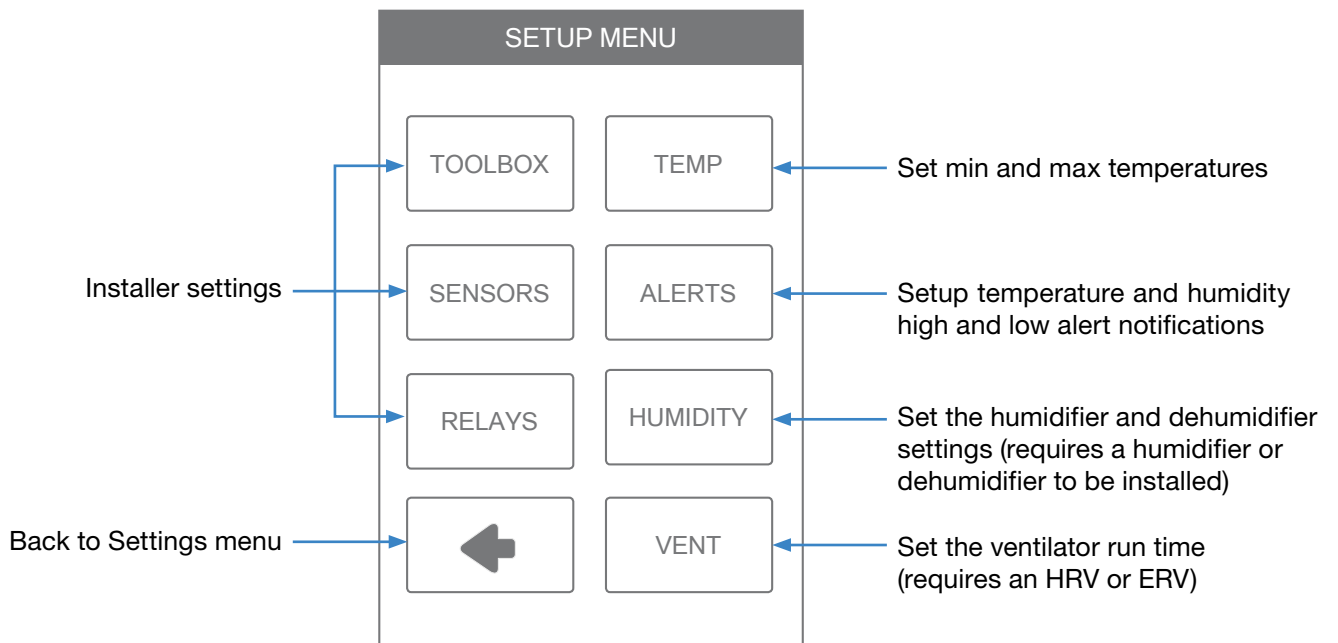 SETUP MENU
TOOLBOX
TEMP
Set min and max temperatures
Installer settings
SENSORS
ALERTS
Setup temperature and humidity
high and low alert notifications
RELAYS
HUMIDITY
Set the humidifier and dehumidifier
settings (requires a humidifier or
dehumidifier to be installed)
Back to Settings menu
VENT
Set the ventilator run time
(requires an HRV or ERV)